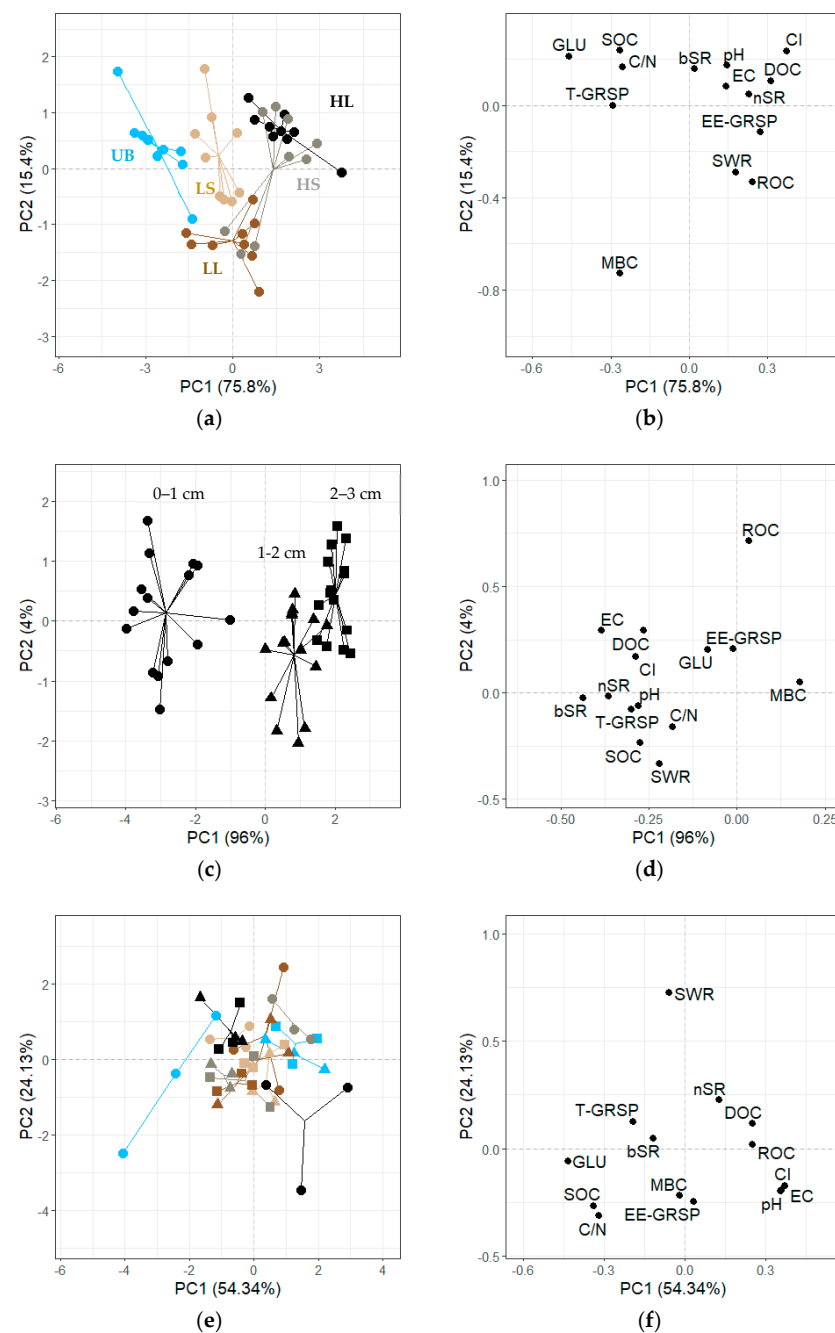 2
1
0
-1
-2
-3
PC2 (15.4%)
UB
LS
LL
HL
HS
-6
-3
0
3
PC1 (75.8%)
(a)
0.0
-0.4
-0.8
PC2 (15.4%)
GLU
SOC
C/N
T-GRSP
bSR
pH
EC
CI
DOC
nSR
EE-GRSP
SWR
ROC
MBC
-0.6
-0.3
0.0
0.3
PC1 (75.8%)
(b)
2
1
0
-1
-2
-3
PC2 (4%)
0–1 cm
1-2 cm
2–3 cm
-4
-2
0
2
PC1 (96%)
(c)
1.0
0.5
0.0
-0.5
PC2 (4%)
ROC
EC
DOC
CI
EE-GRSP
GLU
MBC
nSR
pH
bSR
T-GRSP
C/N
SOC
SWR
-0.50
-0.25
0.00
0.25
PC1 (96%)
(d)
2
0
-2
-4
PC2 (24.13%)
-6
-4
-2
0
2
4
PC1 (54.34%)
(e)
1.0
0.5
0.0
-0.5
PC2 (24.13%)
SWR
nSR
T-GRSP
DOC
bSR
ROC
GLU
CI
MBC
EC
pH
SOC
EE-GRSP
C/N
-0.6
-0.3
0.0
0.3
PC1 (54.34%)
(f)